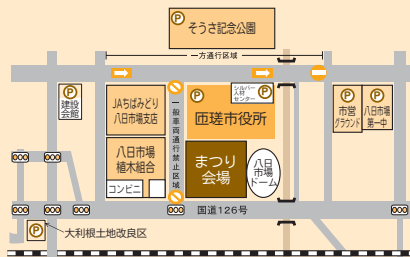 P
そうさ記念公園
一方通行区域
P
建設
会館
JAちばみどり
八日市場支店
一般車両通行禁止区域
P
シルバー
人材
センター
P
匝瑳市役所
P
市営
グラウンド
P
八日市場
第一中
八日市場
植木組合
コンビニ
まつり
会場
八日
市場
ドーム
国道126号
P
大利根土地改良区